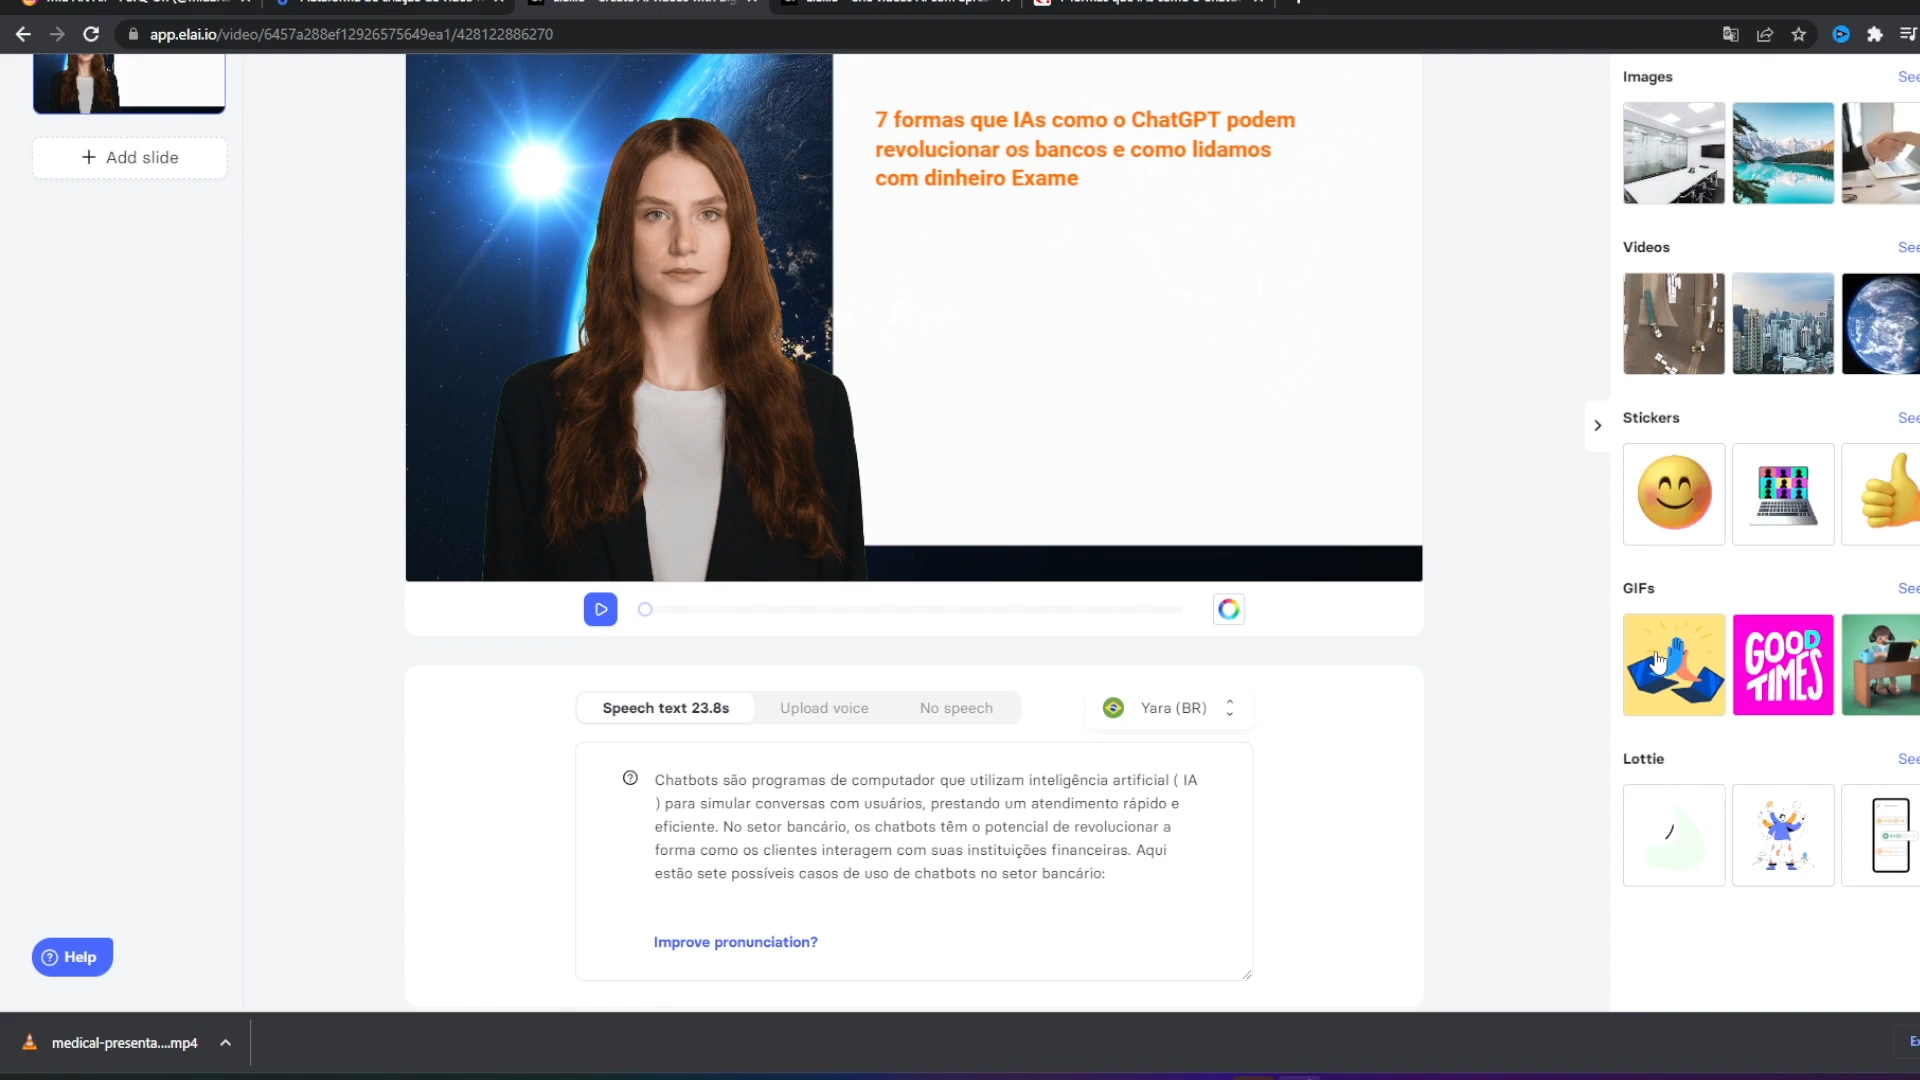 app.elai.io/video/6457a288ef12926575649ea1/428122886270
Add slide
7 formas que IAs como o ChatGPT podem
revolucionar os bancos e como lidamos
com dinheiro Exame
Speech text 23.8s
Upload voice
No speech
Yara (BR)
Chatbots são programas de computador que utilizam inteligência artificial ( IA
) para simular conversas com usuários, prestando um atendimento rápido e
eficiente. No setor bancário, os chatbots têm o potencial de revolucionar a
forma como os clientes interagem com suas instituições financeiras. Aqui
estão sete possíveis casos de uso de chatbots no setor bancário:
Improve pronunciation?
Images
See
Videos
See
Stickers
See
GIFs
See
GOOD
TIMES
Lottie
See
Help
medical-presenta....mp4